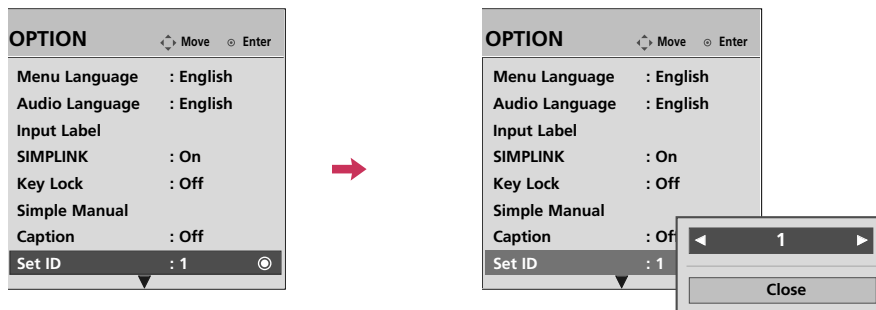 OPTION Move Enter
Menu Language : English
Audio Language : English
Input Label
SIMPLINK : On
Key Lock : Off
Simple Manual
Caption : Off
Set ID : 1
OPTION Move Enter
Menu Language : English
Audio Language : English
Input Label
SIMPLINK : On
Key Lock : Off
Simple Manual
Caption : Of
Set ID : 1
1
Close